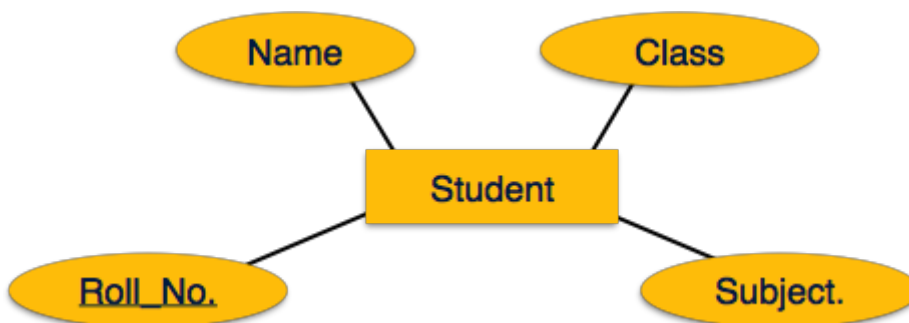 Name
Class
Student
Roll_No.
Subject.